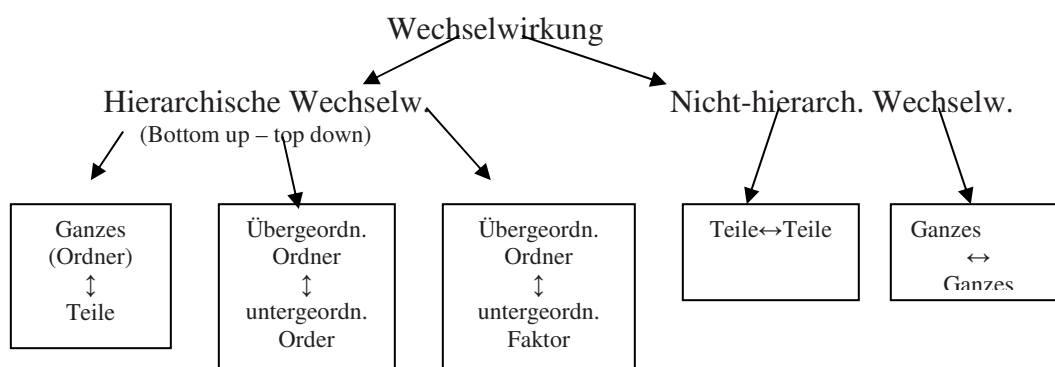 Wechselwirkung
Hierarchische Wechselw.
(Bottom up – top down)
Nicht-hierarch. Wechselw.
Ganzes
(Ordner)
↕
Teile
Übergeordn.
Ordner
↕
untergeordn.
Order
Übergeordn.
Ordner
↕
untergeordn.
Faktor
Teile↔Teile
Ganzes
↔
Ganzes